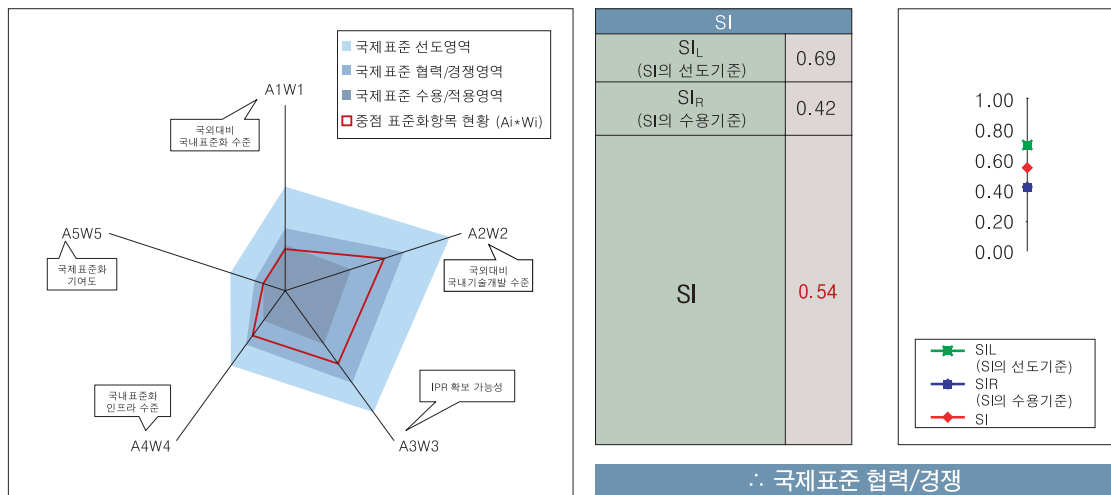 국제표준 선도영역
국제표준 협력/경쟁영역
국제표준 수용/적용영역
중점 표준화항목 현황 (Ai*Wi)
A1W1
국외대비
국내표준화 수준
A2W2
국외대비
국내기술개발 수준
A5W5
국제표준화
기여도
IPR 확보 가능성
국내표준화
인프라 수준
A4W4
A3W3
SI
SIL
(SI의 선도기준)
0.69
SIR
(SI의 수용기준)
0.42
SI
0.54
1.00
0.80
0.60
0.40
0.20
0.00
SIL
(SI의 선도기준)
SIR
(SI의 수용기준)
SI
∴ 국제표준 협력/경쟁